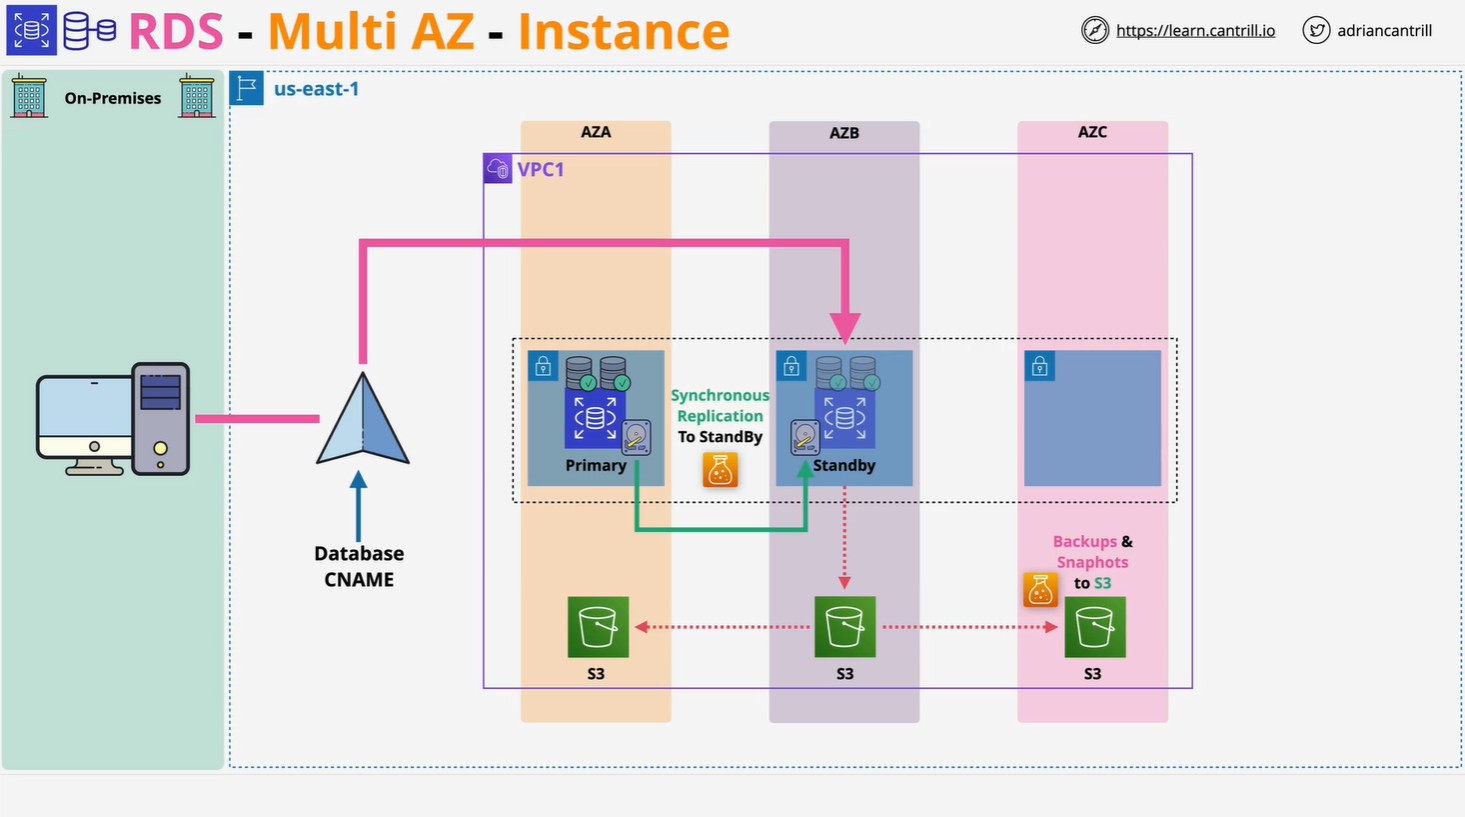 RDS - Multi AZ - Instance
https://learn.cantrill.io
adriancantrill
On-Premises
us-east-1
AZA
AZB
AZC
VPC1
Synchronous
Replication
To StandBy
Primary
Standby
Database
CNAME
Backups &
Snaphots
to S3
S3
S3
S3